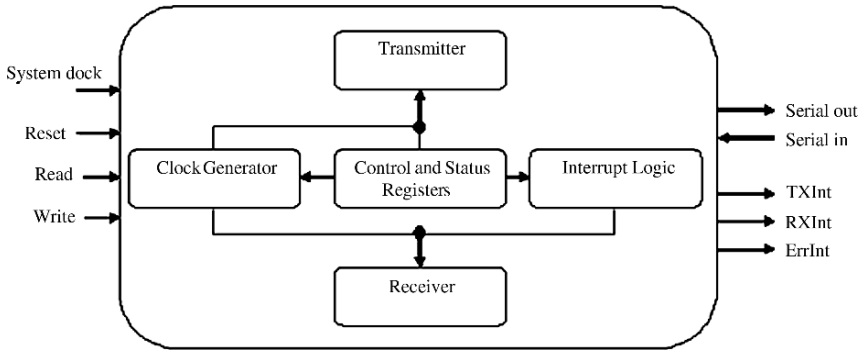 Transmitter
System dock
Serial out
Reset
Serial in
Clock Generator
Control and Status
Registers
Interrupt Logic
Read
TXInt
Write
RXInt
ErrInt
Receiver